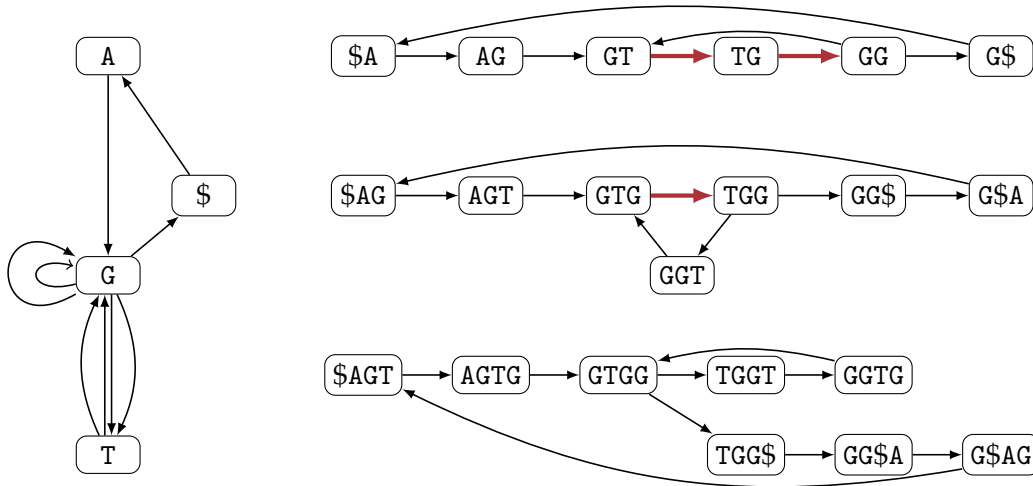 A
$
G
T
$A AG GT TG GG G$
$AG AGT GTG TGG GG$ G$A
GGT
$AGT AGTG GTGG TGGT GGTG
TGG$ GG$A G$AG